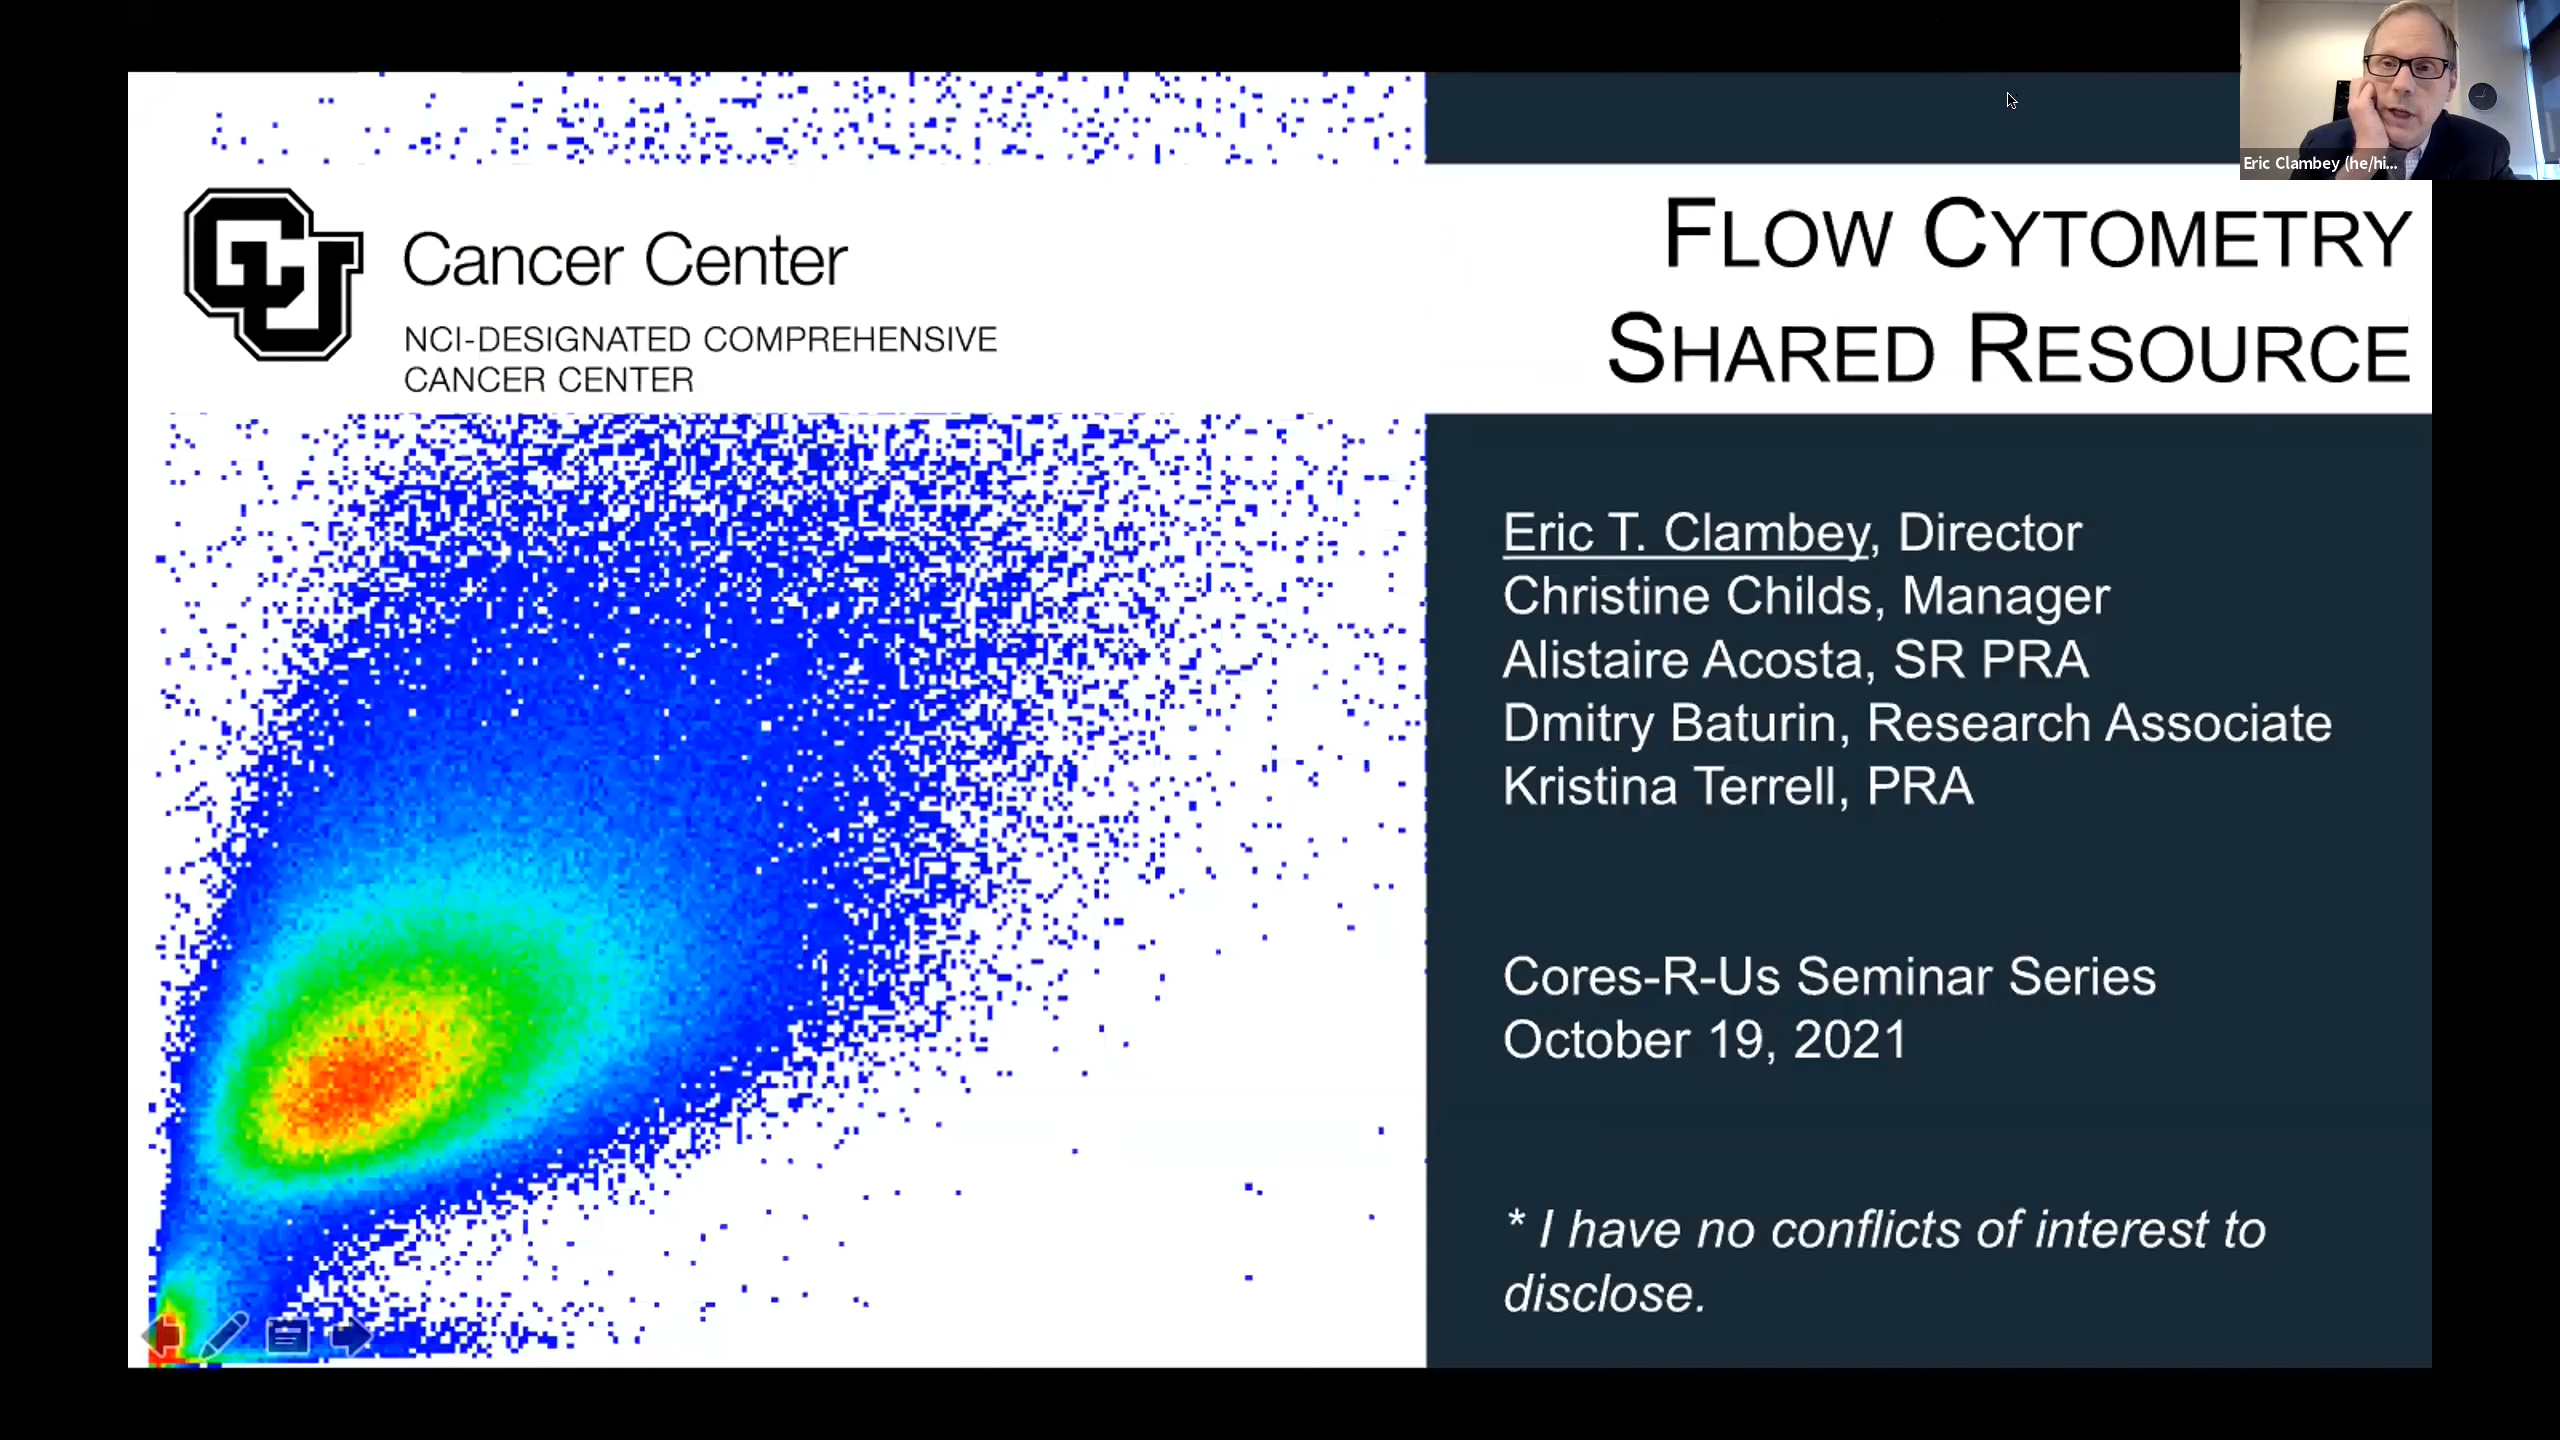 Eric Clambey (he/hi...
CU
Cancer Center
NCI-DESIGNATED COMPREHENSIVE
CANCER CENTER
FLOW CYTOMETRY
SHARED RESOURCE
Eric T. Clambey, Director
Christine Childs, Manager
Alistaire Acosta, SR PRA
Dmitry Baturin, Research Associate
Kristina Terrell, PRA
Cores-R-Us Seminar Series
October 19, 2021
* I have no conflicts of interest to
disclose.